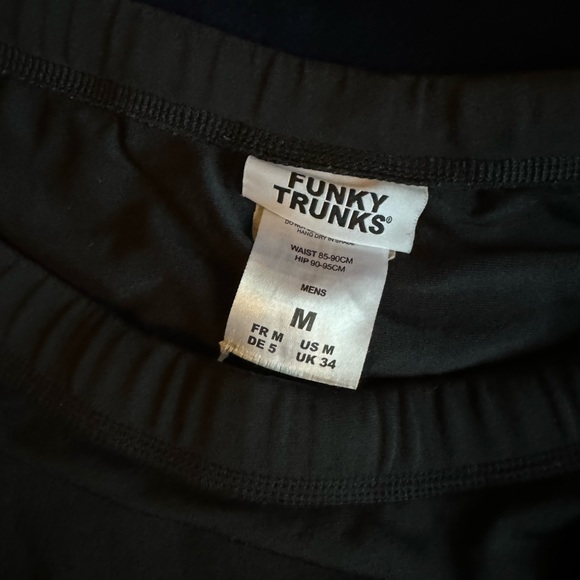 FUNKY
TRUNKS®
HAND DRY IN SHADE
WAIST 85-90CM
HIP 90-95CM
MENS
M
FR M US M
DE 5 UK 34